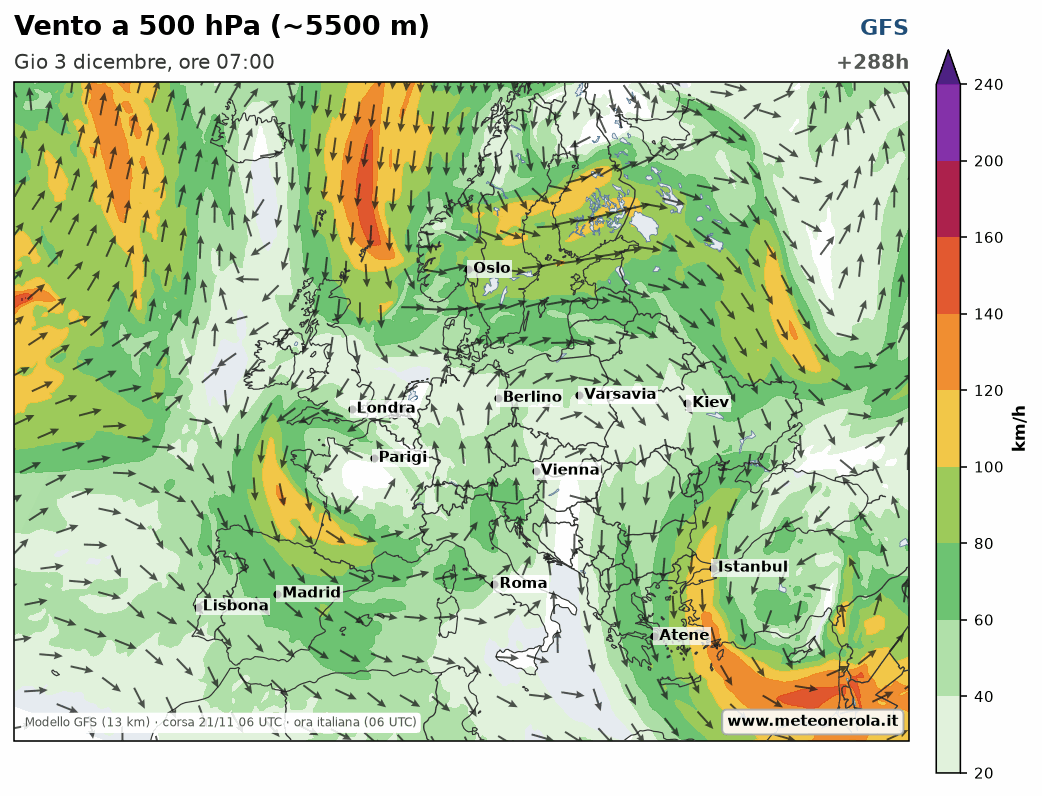 Vento a 500 hPa (~5500 m)
GFS
Gio 3 dicembre, ore 07:00
+288h
240
200
160
140
120
100
80
60
40
20
km/h
Oslo
Berlino
Varsavia
Kiev
Londra
Parigi
Vienna
Istanbul
Madrid
Roma
Lisbona
Atene
Modello GFS (13 km) · corsa 21/11 06 UTC · ora italiana (06 UTC)
www.meteonerola.it